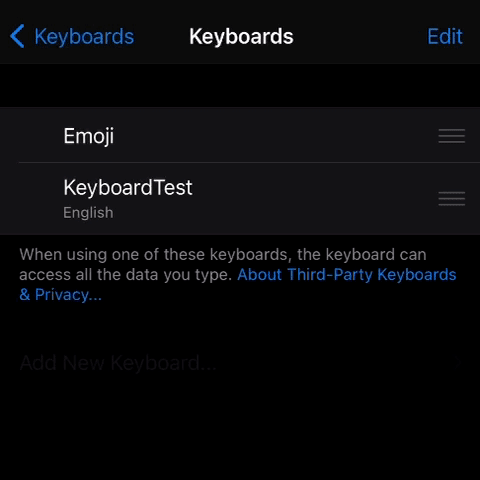 Keyboards
Keyboards
Edit
Emoji
KeyboardTest
English
When using one of these keyboards, the keyboard can
access all the data you type. About Third-Party Keyboards
& Privacy...
Add New Keyboard...